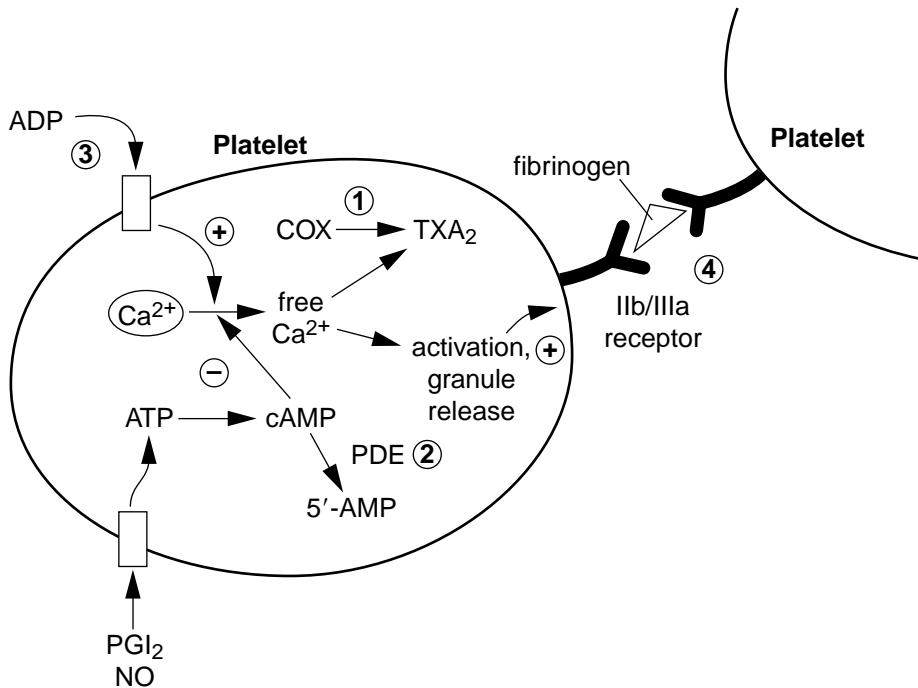 ADP
③
Platelet
Platelet
fibrinogen
+
①
COX
TXA₂
Ca²⁺
free
Ca²⁺
④
IIb/IIIa
receptor
activation, +
granule
release
−
ATP
cAMP
PDE ②
5′-AMP
PGI₂
NO